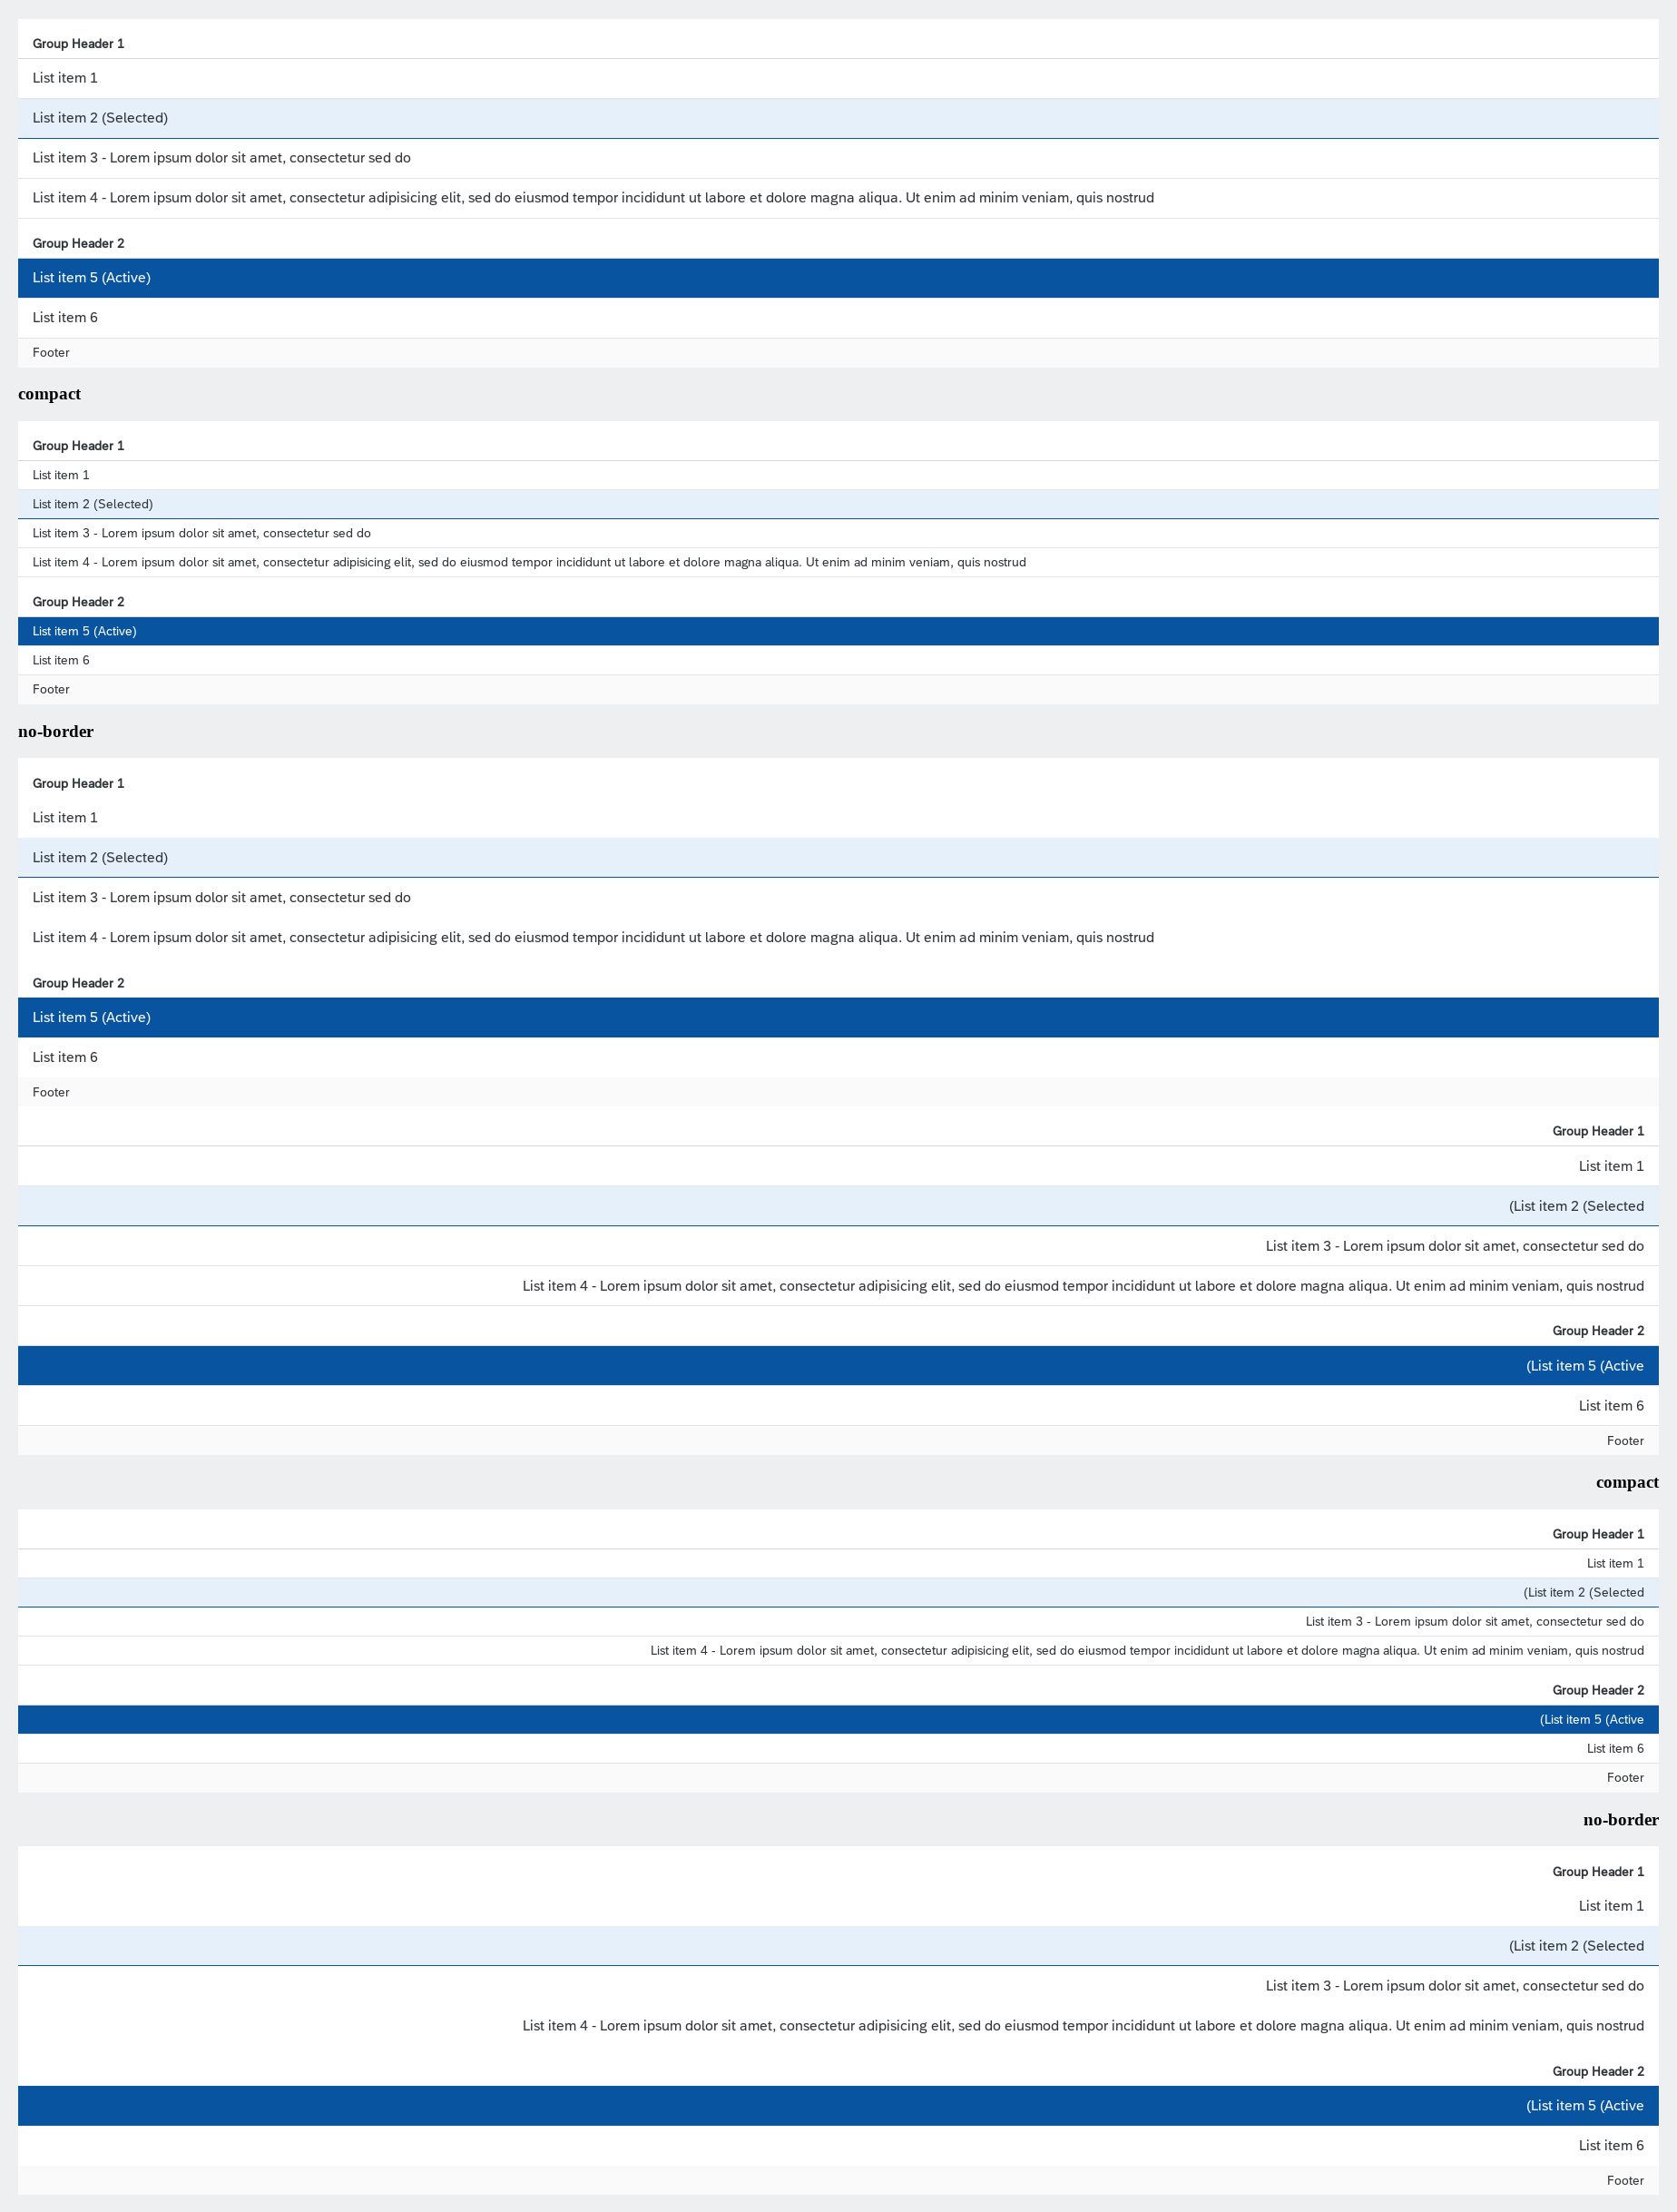 Group Header 1
List item 1
List item 2 (Selected)
List item 3 - Lorem ipsum dolor sit amet, consectetur sed do
List item 4 - Lorem ipsum dolor sit amet, consectetur adipisicing elit, sed do eiusmod tempor incididunt ut labore et dolore magna aliqua. Ut enim ad minim veniam, quis nostrud
Group Header 2
List item 5 (Active)
List item 6
Footer
compact
Group Header 1
List item 1
List item 2 (Selected)
List item 3 - Lorem ipsum dolor sit amet, consectetur sed do
List item 4 - Lorem ipsum dolor sit amet, consectetur adipisicing elit, sed do eiusmod tempor incididunt ut labore et dolore magna aliqua. Ut enim ad minim veniam, quis nostrud
Group Header 2
List item 5 (Active)
List item 6
Footer
no-border
Group Header 1
List item 1
List item 2 (Selected)
List item 3 - Lorem ipsum dolor sit amet, consectetur sed do
List item 4 - Lorem ipsum dolor sit amet, consectetur adipisicing elit, sed do eiusmod tempor incididunt ut labore et dolore magna aliqua. Ut enim ad minim veniam, quis nostrud
Group Header 2
List item 5 (Active)
List item 6
Footer
Group Header 1
List item 1
(List item 2 (Selected
List item 3 - Lorem ipsum dolor sit amet, consectetur sed do
List item 4 - Lorem ipsum dolor sit amet, consectetur adipisicing elit, sed do eiusmod tempor incididunt ut labore et dolore magna aliqua. Ut enim ad minim veniam, quis nostrud
Group Header 2
(List item 5 (Active
List item 6
Footer
compact
Group Header 1
List item 1
(List item 2 (Selected
List item 3 - Lorem ipsum dolor sit amet, consectetur sed do
List item 4 - Lorem ipsum dolor sit amet, consectetur adipisicing elit, sed do eiusmod tempor incididunt ut labore et dolore magna aliqua. Ut enim ad minim veniam, quis nostrud
Group Header 2
(List item 5 (Active
List item 6
Footer
no-border
Group Header 1
List item 1
(List item 2 (Selected
List item 3 - Lorem ipsum dolor sit amet, consectetur sed do
List item 4 - Lorem ipsum dolor sit amet, consectetur adipisicing elit, sed do eiusmod tempor incididunt ut labore et dolore magna aliqua. Ut enim ad minim veniam, quis nostrud
Group Header 2
(List item 5 (Active
List item 6
Footer